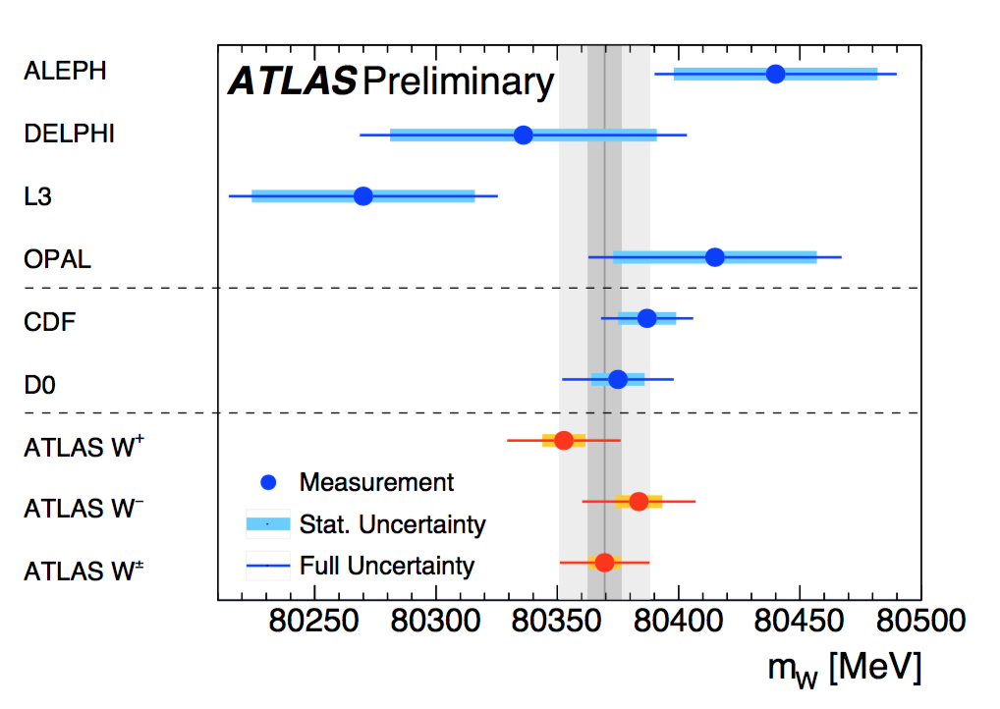 ALEPH
ATLAS Preliminary
DELPHI
L3
OPAL
CDF
D0
ATLAS W⁺
ATLAS W⁻
ATLAS W±
Measurement
Stat. Uncertainty
Full Uncertainty
80250 80300 80350 80400 80450 80500
m_W [MeV]